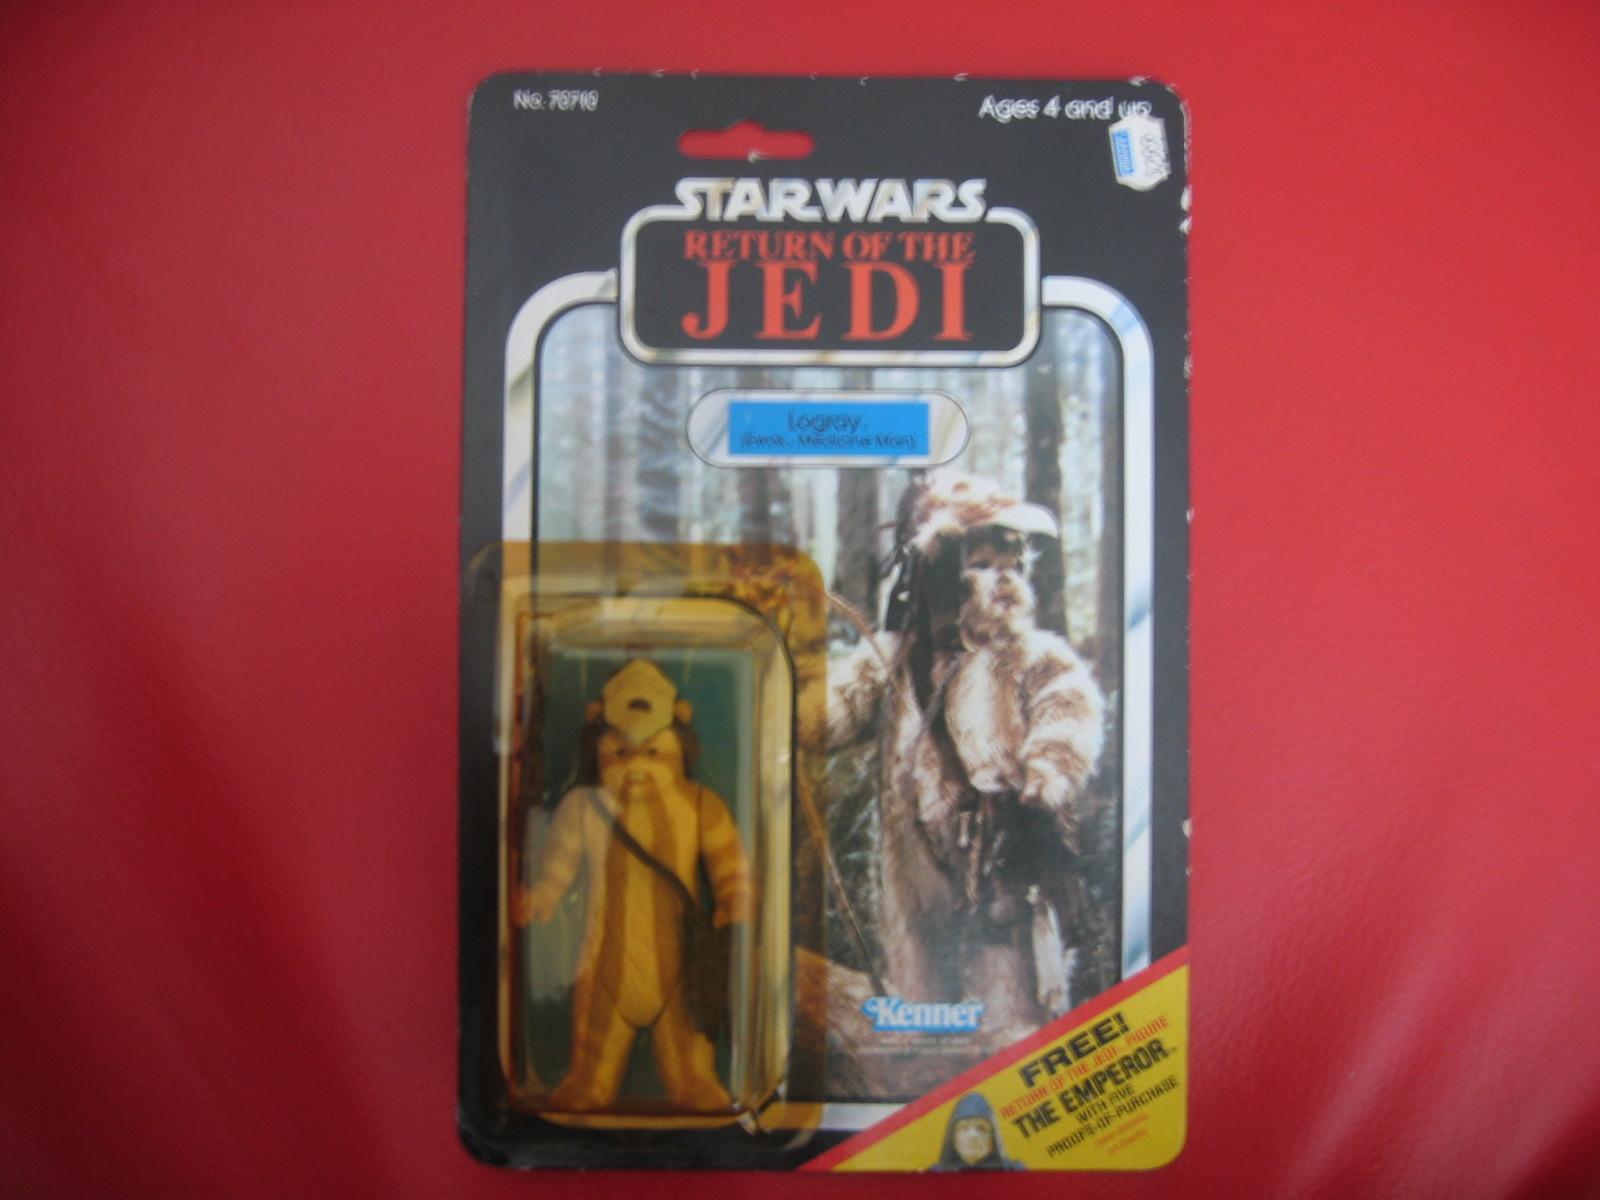 No. 70710
Ages 4 and up
STAR WARS
RETURN OF THE
JEDI
Logray
(Ewok Medicine Man)
Kenner
FREE!
RETURN OF THE JEDI FIGURE
THE EMPEROR
WITH FIVE
PROOFS-OF-PURCHASE